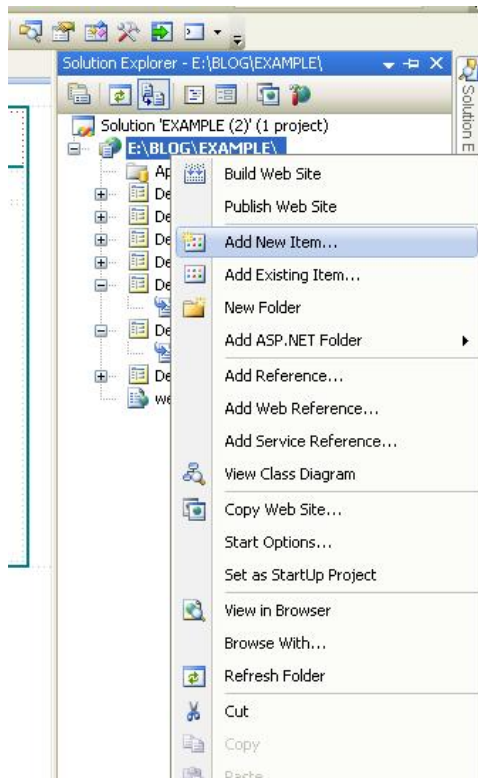 Solution Explorer - E:\BLOG\EXAMPLE\
Solution 'EXAMPLE (2)' (1 project)
E:\BLOG\EXAMPLE\
Ap
De
De
De
De
De
De
De
we
Build Web Site
Publish Web Site
Add New Item...
Add Existing Item...
New Folder
Add ASP.NET Folder
Add Reference...
Add Web Reference...
Add Service Reference...
View Class Diagram
Copy Web Site...
Start Options...
Set as StartUp Project
View in Browser
Browse With...
Refresh Folder
Cut
Copy
Paste
Solution E